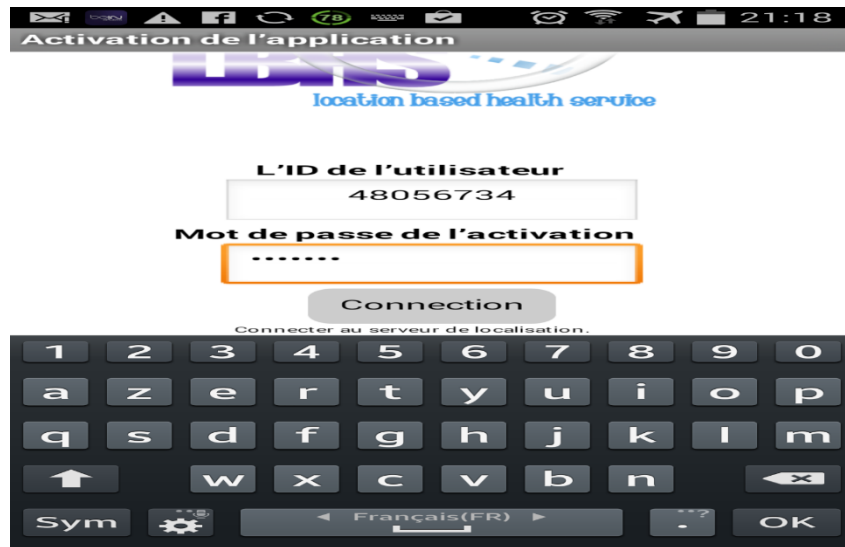 78 21:18
Activation de l'application
LBHS
location based health service
L'ID de l'utilisateur
48056734
Mot de passe de l'activation
•••••••
Connection
Connecter au serveur de localisation.
1 2 3 4 5 6 7 8 9 0
a z e r t y u i o p
q s d f g h j k l m
w x c v b n
Sym Français(FR) . ? OK